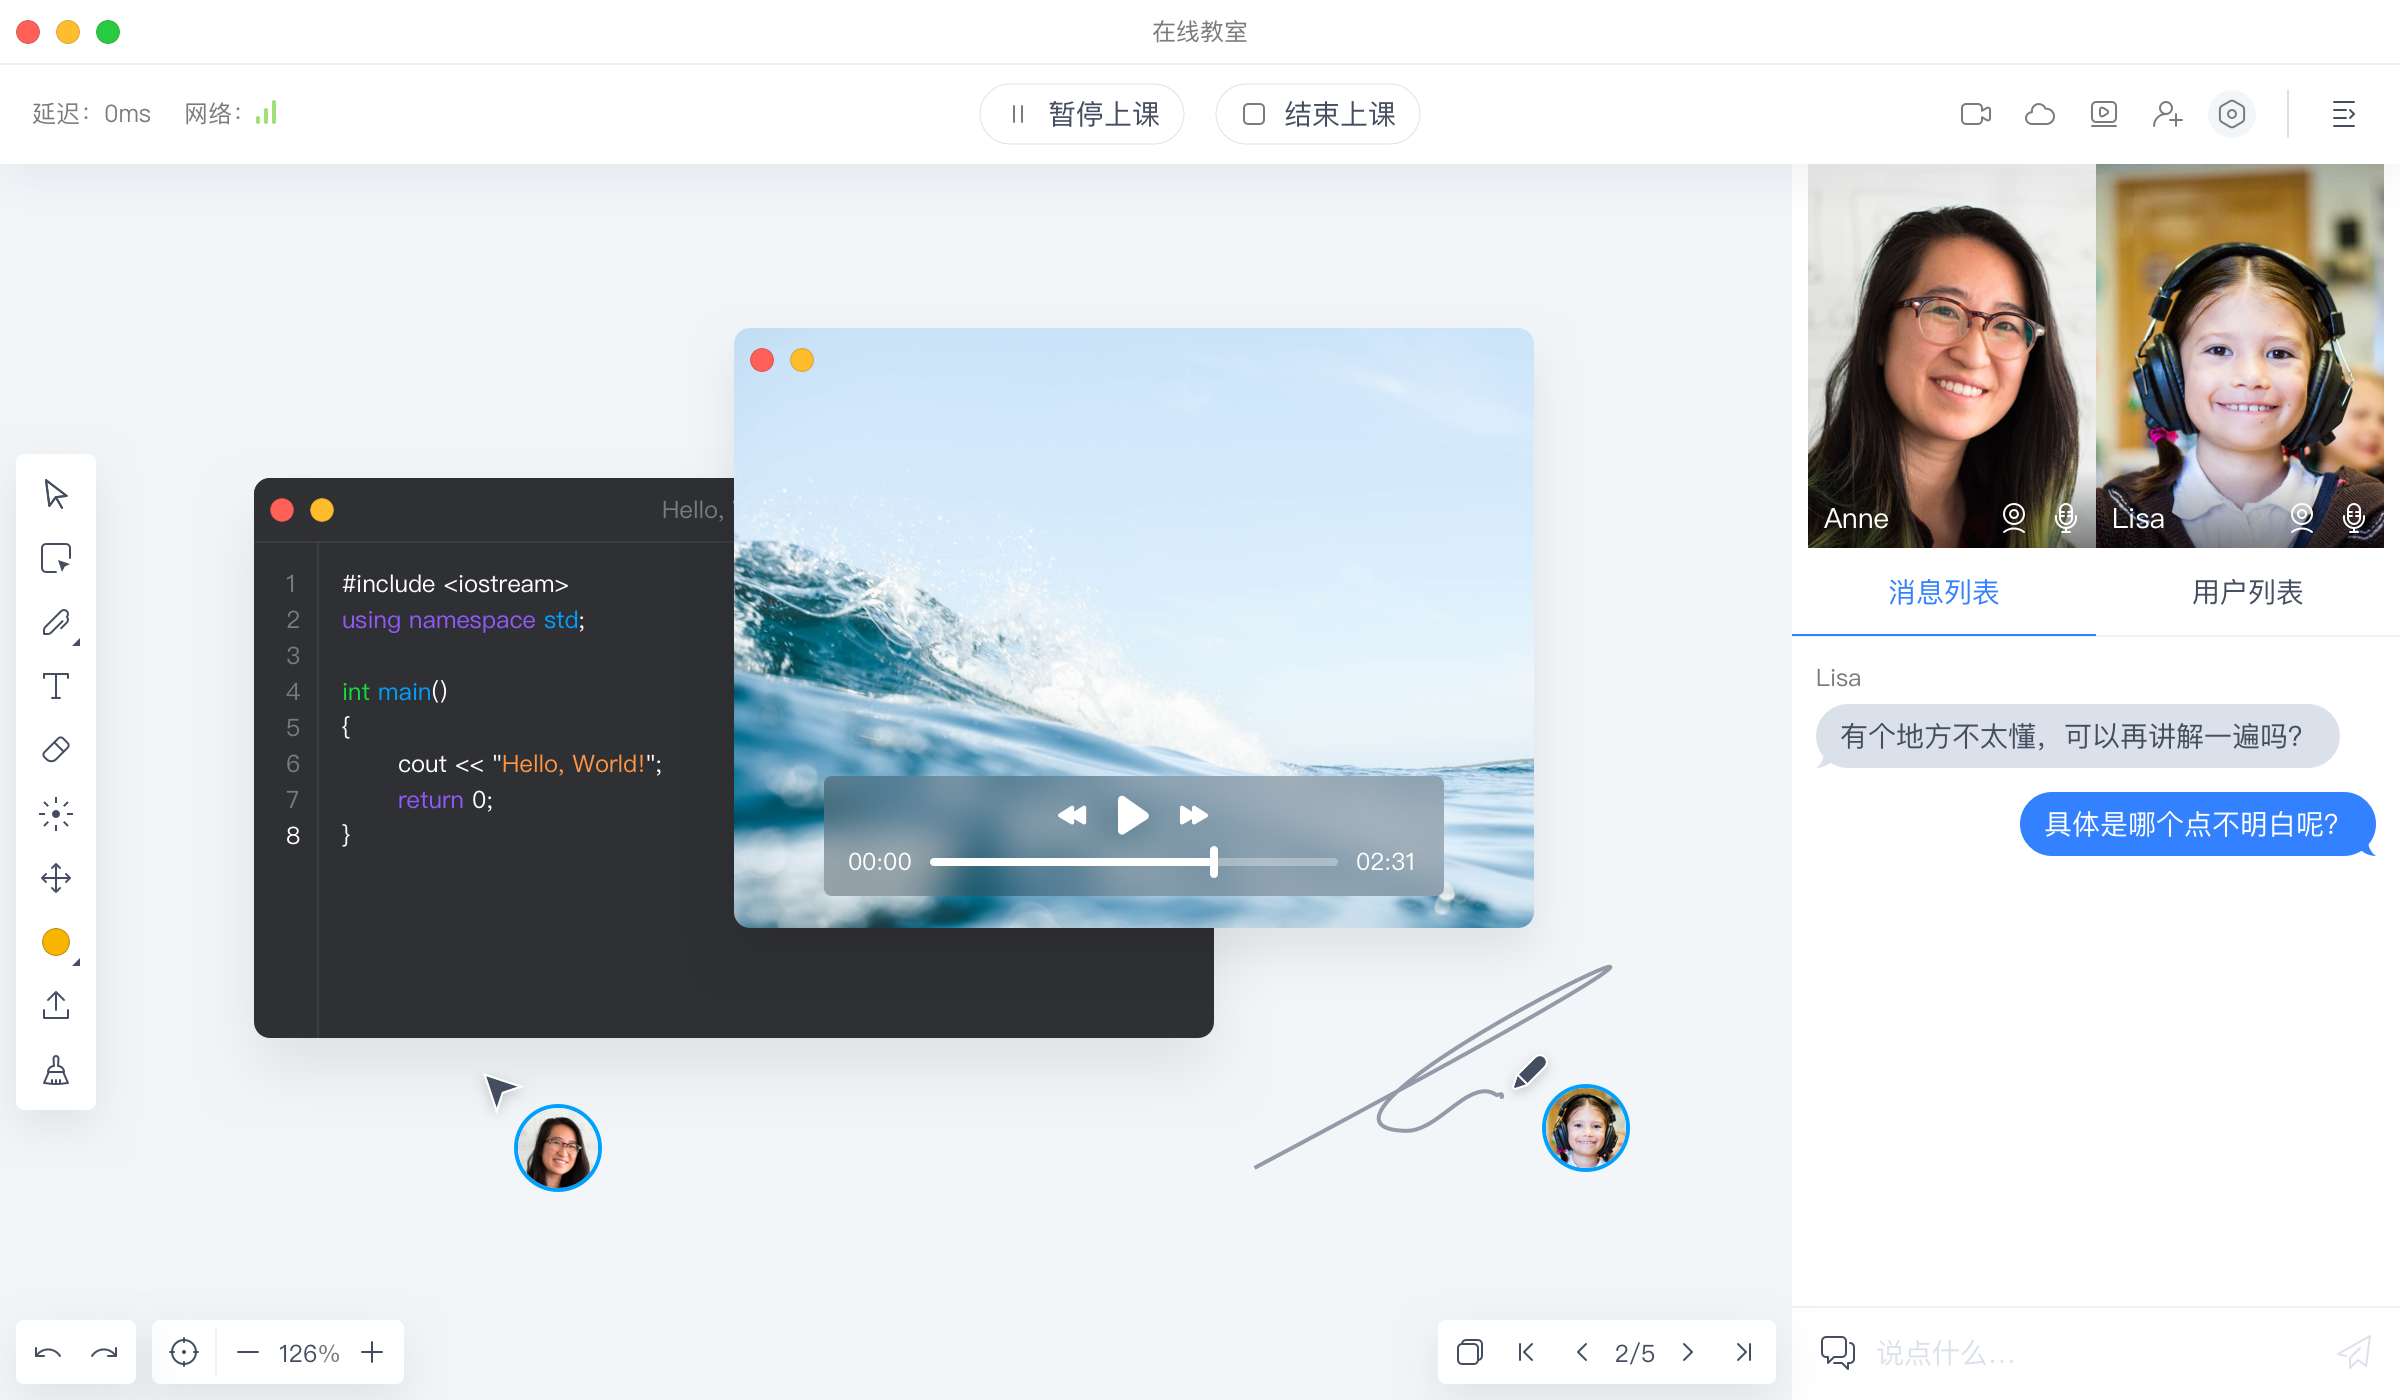 在线教室
延迟：0ms 网络：
暂停上课
结束上课
Hello,
1 #include <iostream>
2 using namespace std;
3
4 int main()
5 {
6 cout << "Hello, World!";
7 return 0;
8 }
00:00 02:31
Anne
Lisa
消息列表 用户列表
Lisa
有个地方不太懂，可以再讲解一遍吗？
具体是哪个点不明白呢？
126%
2/5
说点什么...